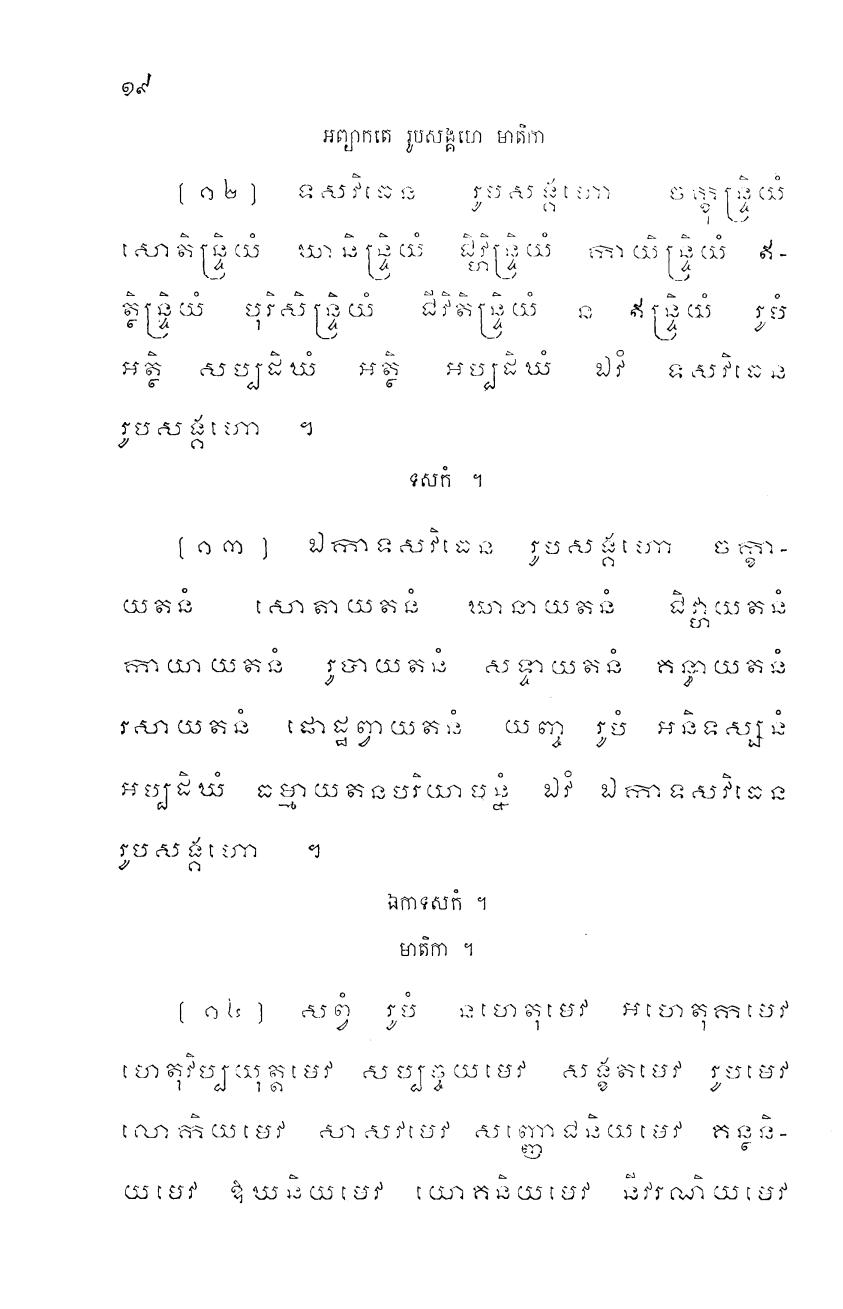 ១៩
អព្យាកតេ រូបសង្គហេ មាតិកា
[ ១២ ] ទសវិធេន រូបសង្គហោ ចក្ខុន្ទ្រិយំ
សោតិន្ទ្រិយំ ឃានិន្ទ្រិយំ ជិវ្ហិន្ទ្រិយំ កាយិន្ទ្រិយំ ឥ-
ត្ថិន្ទ្រិយំ បុរិសិន្ទ្រិយំ ជីវិតិន្ទ្រិយំ ន ឥន្ទ្រិយំ រូបំ
អត្ថិ សប្បដិឃំ អត្ថិ អប្បដិឃំ ឯវំ ទសវិធេន
រូបសង្គហោ ។
ទសកំ ។
[ ១៣ ] ឯកាទសវិធេន រូបសង្គហោ ចក្ខា-
យតនំ សោតាយតនំ ឃានាយតនំ ជិវ្ហាយតនំ
កាយាយតនំ រូបាយតនំ សទ្ទាយតនំ គន្ធាយតនំ
រសាយតនំ ផោដ្ឋព្វាយតនំ យញ្ច រូបំ អនិទស្សនំ
អប្បដិឃំ ធម្មាយតនបរិយាបន្នំ ឯវំ ឯកាទសវិធេន
រូបសង្គហោ ។
ឯកាទសកំ ។
មាតិកា ។
[ ១៤ ] សព្វំ រូបំ នហេតុមេវ អហេតុកមេវ
ហេតុវិប្បយុត្តមេវ សប្បច្ចយមេវ សង្ខតមេវ រូបមេវ
លោកិយមេវ សាសវមេវ សញ្ញោជនិយមេវ គន្ថនិ-
យមេវ ឱឃនិយមេវ យោគនិយមេវ នីវរណិយមេវ